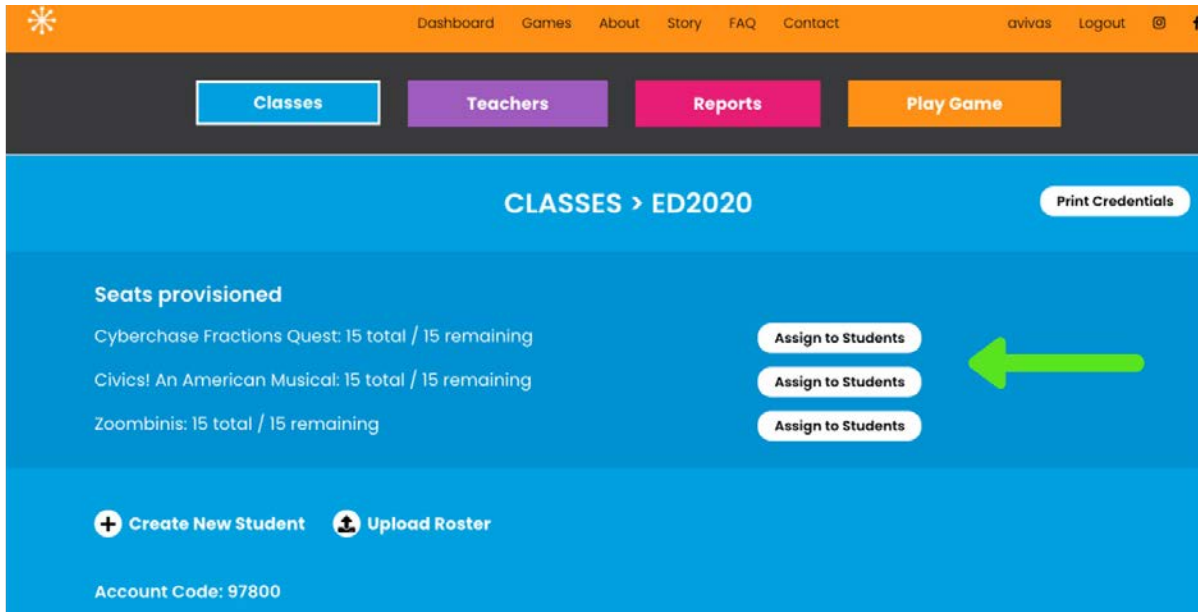 Dashboard Games About Story FAQ Contact avivas Logout
Classes Teachers Reports Play Game
CLASSES > ED2020 Print Credentials
Seats provisioned
Cyberchase Fractions Quest: 15 total / 15 remaining Assign to Students
Civics! An American Musical: 15 total / 15 remaining Assign to Students
Zoombinis: 15 total / 15 remaining Assign to Students
Create New Student Upload Roster
Account Code: 97800